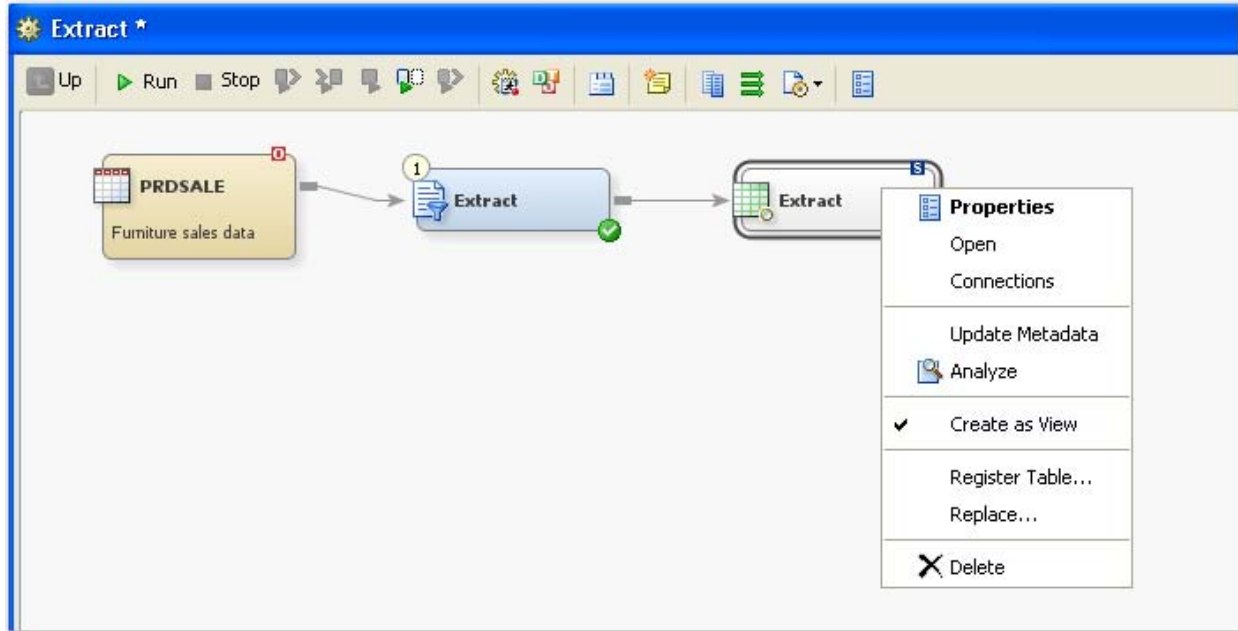 Extract *
Up Run Stop
1
S
PRDSALE
Furniture sales data
Extract
Extract
Properties
Open
Connections
Update Metadata
Analyze
Create as View
Register Table...
Replace...
Delete